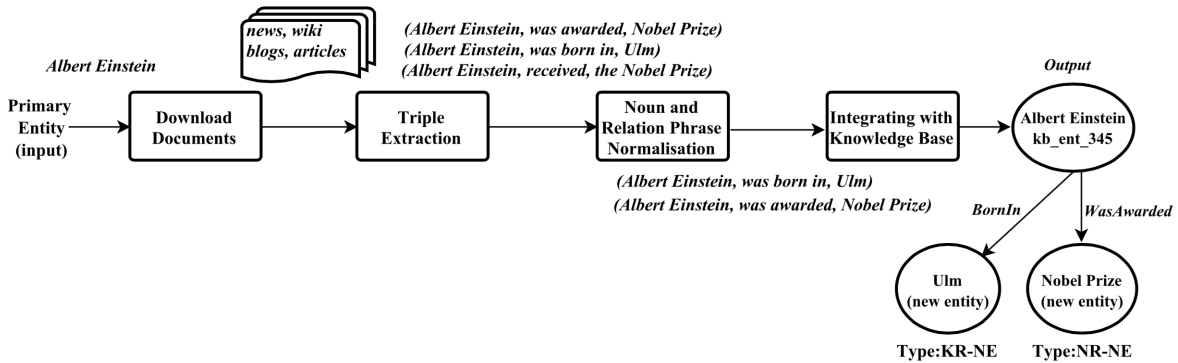 news, wiki
blogs, articles
(Albert Einstein, was awarded, Nobel Prize)
(Albert Einstein, was born in, Ulm)
(Albert Einstein, received, the Nobel Prize)
Albert Einstein
Output
Primary
Entity
(input)
Download
Documents
Triple
Extraction
Noun and
Relation Phrase
Normalisation
Integrating with
Knowledge Base
Albert Einstein
kb_ent_345
(Albert Einstein, was born in, Ulm)
(Albert Einstein, was awarded, Nobel Prize)
BornIn
WasAwarded
Ulm
(new entity)
Nobel Prize
(new entity)
Type:KR-NE
Type:NR-NE